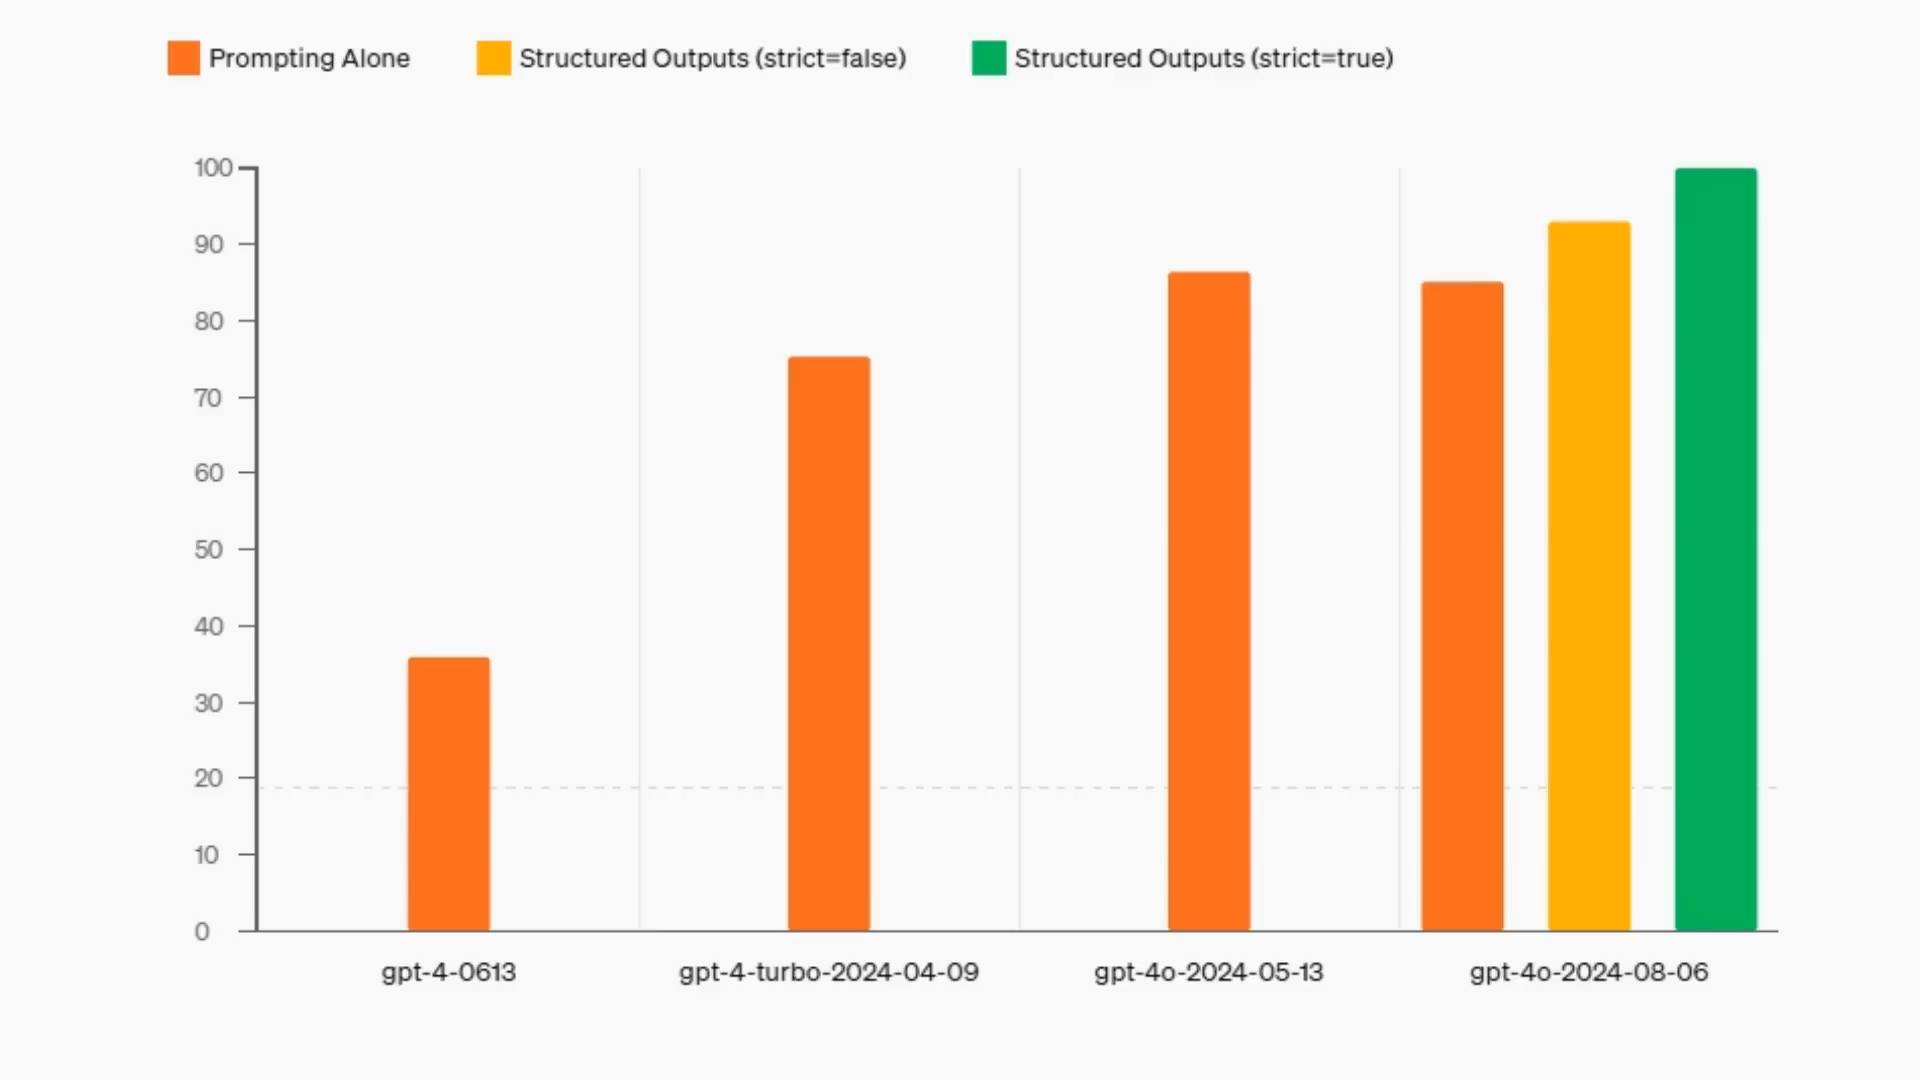 Prompting Alone
Structured Outputs (strict=false)
Structured Outputs (strict=true)
100
90
80
70
60
50
40
30
20
10
0
gpt-4-0613
gpt-4-turbo-2024-04-09
gpt-4o-2024-05-13
gpt-4o-2024-08-06